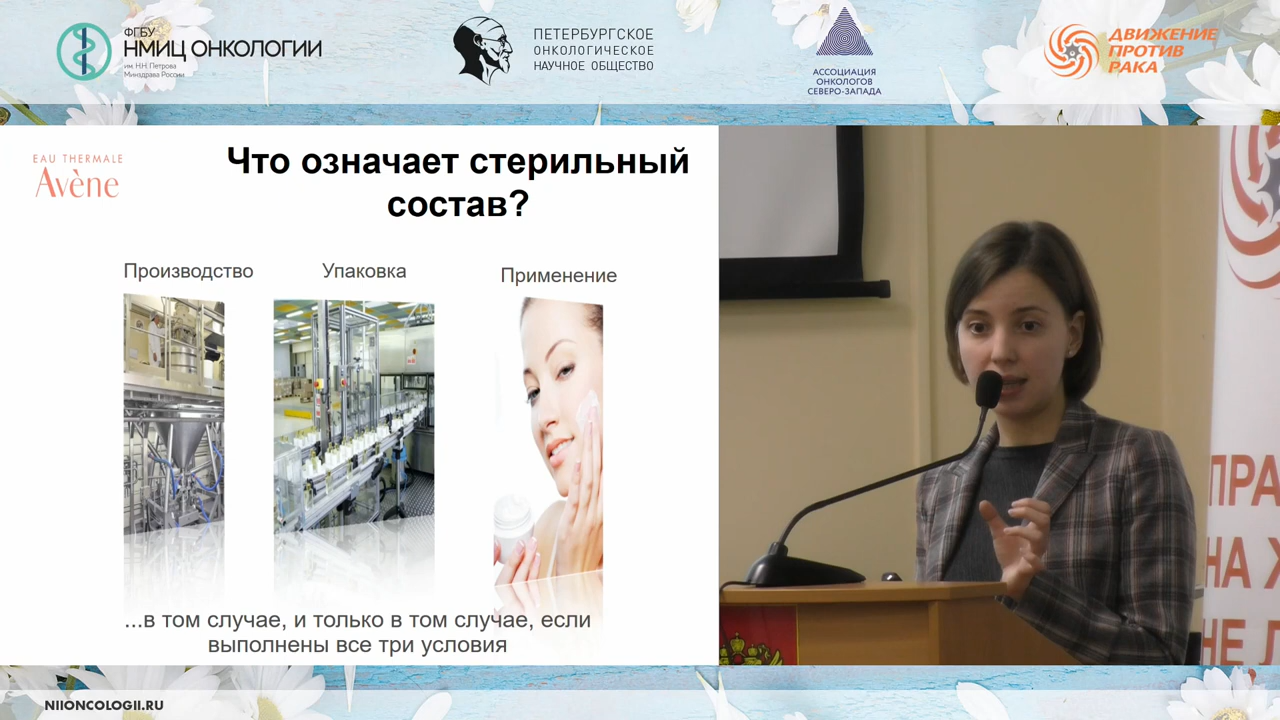 ФГБУ
НМИЦ ОНКОЛОГИИ
им. Н.Н. Петрова
Минздрава России
ПЕТЕРБУРГСКОЕ
ОНКОЛОГИЧЕСКОЕ
НАУЧНОЕ ОБЩЕСТВО
АССОЦИАЦИЯ
ОНКОЛОГОВ
СЕВЕРО-ЗАПАДА
ДВИЖЕНИЕ
ПРОТИВ
РАКА
EAU THERMALE
Avène
Что означает стерильный
состав?
Производство
Упаковка
Применение
...в том случае, и только в том случае, если
выполнены все три условия
ПРА
НА Ж
НЕ Л
NIIONCOLOGII.RU